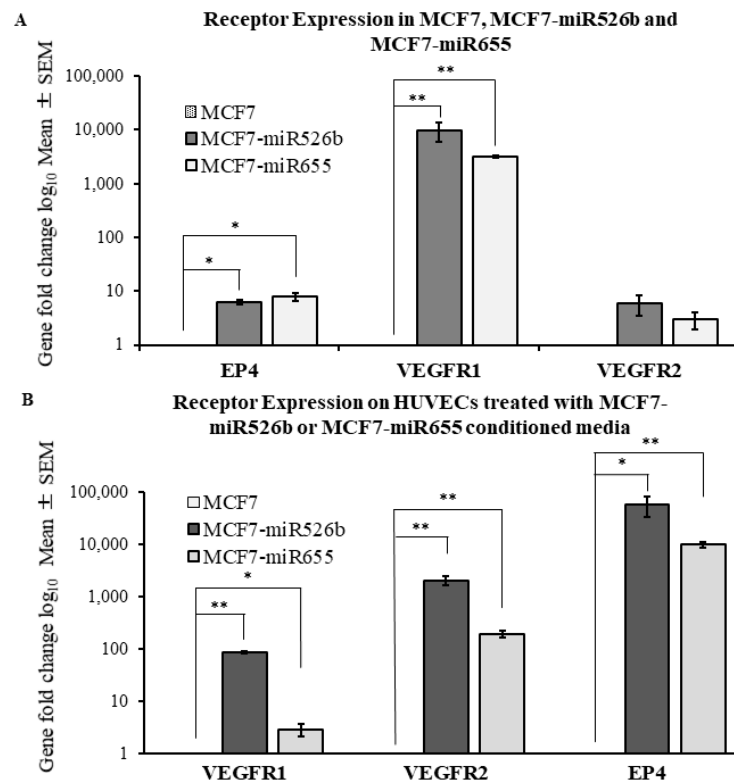 A
Receptor Expression in MCF7, MCF7-miR526b and
MCF7-miR655
Gene fold change log10 Mean ± SEM
100,000
10,000
1,000
100
10
1
MCF7
MCF7-miR526b
MCF7-miR655
*
*
**
**
EP4
VEGFR1
VEGFR2
B
Receptor Expression on HUVECs treated with MCF7-
miR526b or MCF7-miR655 conditioned media
Gene fold change log10 Mean ± SEM
100,000
10,000
1,000
100
10
1
MCF7
MCF7-miR526b
MCF7-miR655
*
**
**
**
**
*
VEGFR1
VEGFR2
EP4